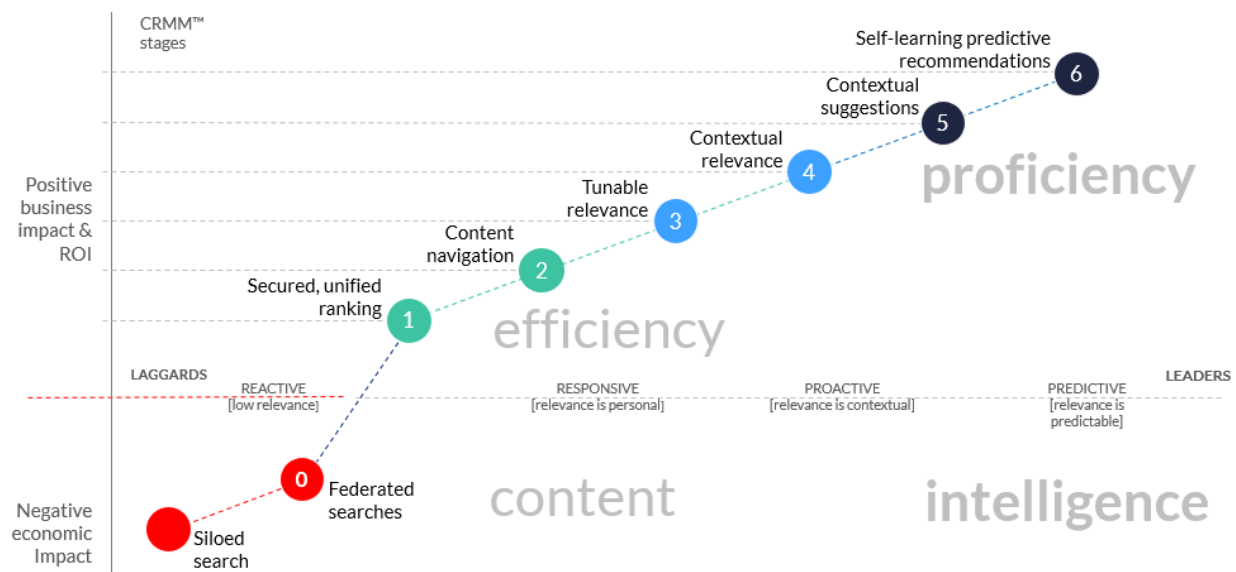 CRMM™
stages
Self-learning predictive
recommendations
6
Contextual
suggestions
5
Contextual
relevance
4
proficiency
Positive
business
impact &
ROI
Tunable
relevance
3
Content
navigation
2
Secured, unified
ranking
1
efficiency
LAGGARDS
LEADERS
REACTIVE
[low relevance]
RESPONSIVE
[relevance is personal]
PROACTIVE
[relevance is contextual]
PREDICTIVE
[relevance is
predictable]
0
Federated
searches
content
intelligence
Negative
economic
Impact
Siloed
search